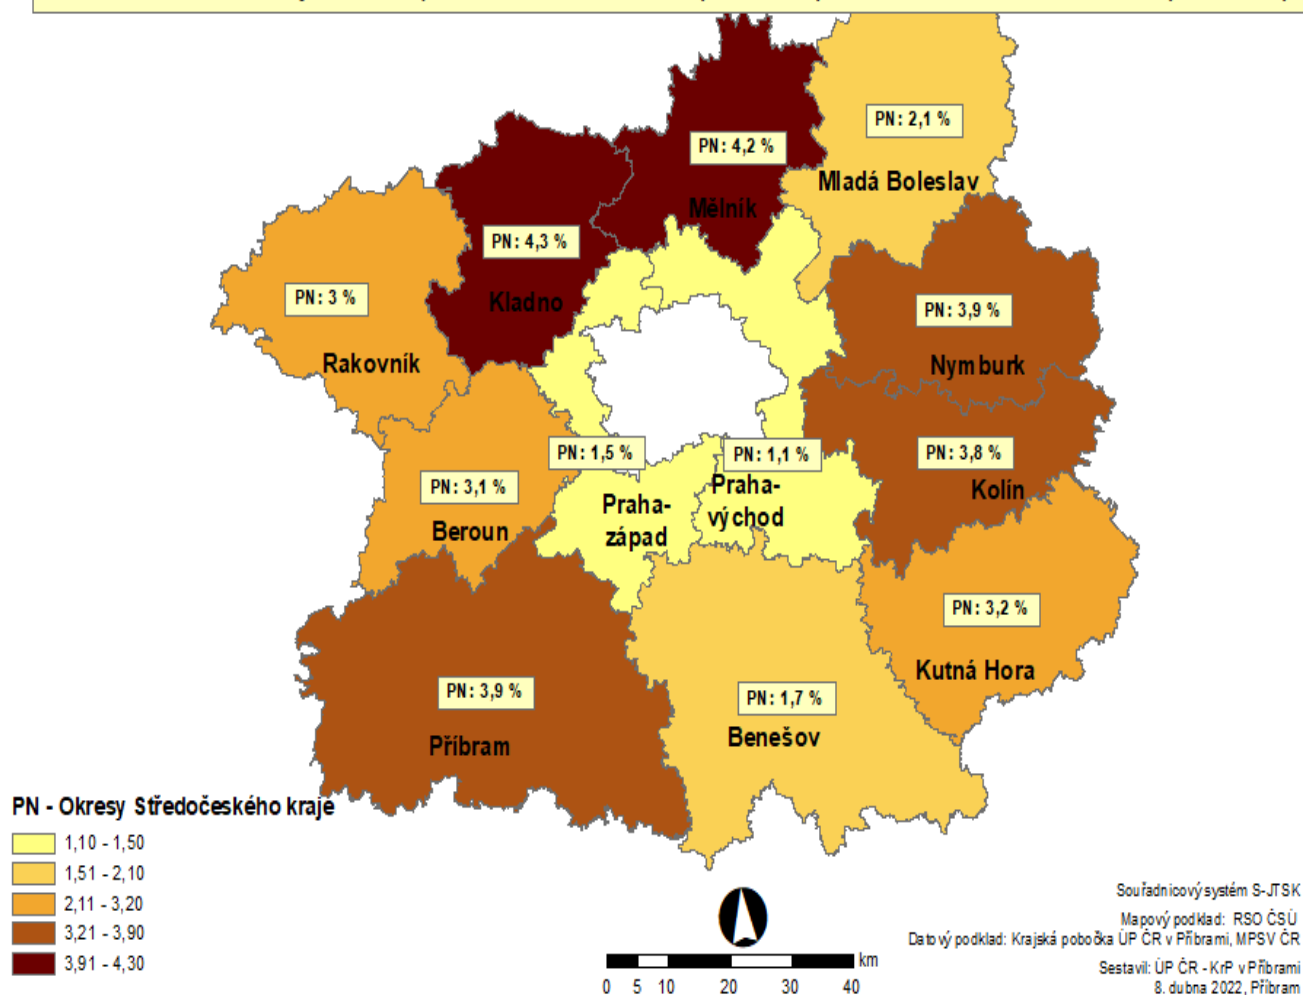 PN: 2,1 %
PN: 4,2 %
Mladá Boleslav
Mělník
PN: 4,3 %
PN: 3 %
Kladno
PN: 3,9 %
Rakovník
Nymburk
PN: 1,5 %
PN: 1,1 %
PN: 3,8 %
PN: 3,1 %
Praha-
východ
Kolín
Praha-
západ
Beroun
PN: 3,2 %
Kutná Hora
PN: 3,9 %
PN: 1,7 %
Příbram
Benešov
PN - Okresy Středočeského kraje
1,10 - 1,50
1,51 - 2,10
2,11 - 3,20
3,21 - 3,90
3,91 - 4,30
km
0 5 10 20 30 40
Souřadnicový systém S-JTSK
Mapový podklad: RSO ČSÚ
Datový podklad: Krajská pobočka ÚP ČR v Příbrami, MPSV ČR
Sestavil: ÚP ČR - KrP v Příbrami
8. dubna 2022, Příbram